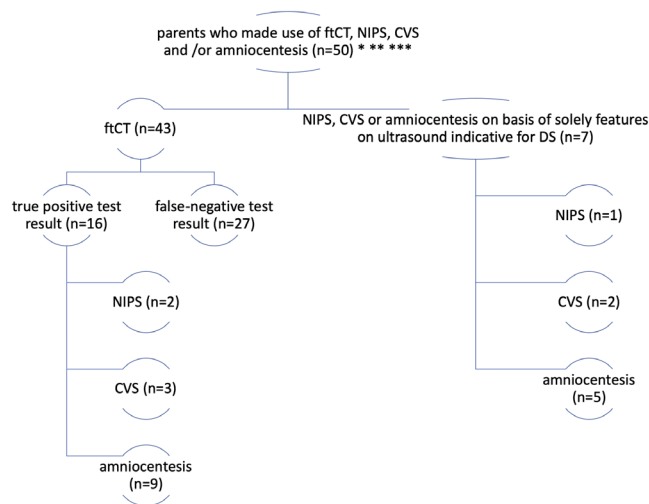 parents who made use of ftCT, NIPS, CVS
and /or amniocentesis (n=50) * ** ***
ftCT (n=43)
NIPS, CVS or amniocentesis on basis of solely features
on ultrasound indicative for DS (n=7)
true positive test
result (n=16)
false-negative test
result (n=27)
NIPS (n=2)
CVS (n=3)
amniocentesis
(n=9)
NIPS (n=1)
CVS (n=2)
amniocentesis
(n=5)